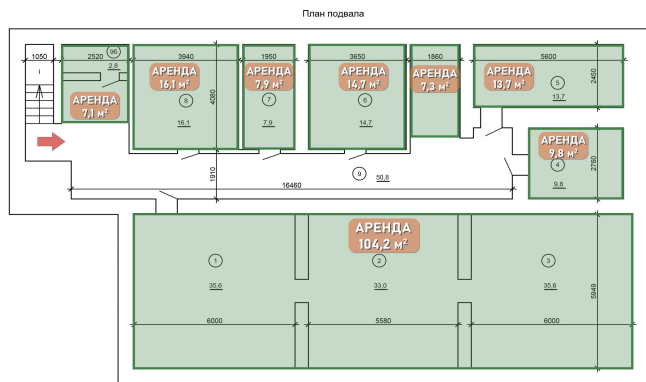 План подвала
1050
2520
96
2,8
3940
1950
3650
1860
5600
АРЕНДА
16,1 м²
АРЕНДА
7,9 м²
АРЕНДА
14,7 м²
АРЕНДА
7,3 м²
АРЕНДА
13,7 м²
5
13,7
2450
АРЕНДА
7,1 м²
8
16,1
4080
7
7,9
6
14,7
АРЕНДА
9,8 м²
4
9,8
2760
1910
9
50,8
16460
АРЕНДА
104,2 м²
1
35,6
2
33,0
3
35,6
5949
6000
5580
6000